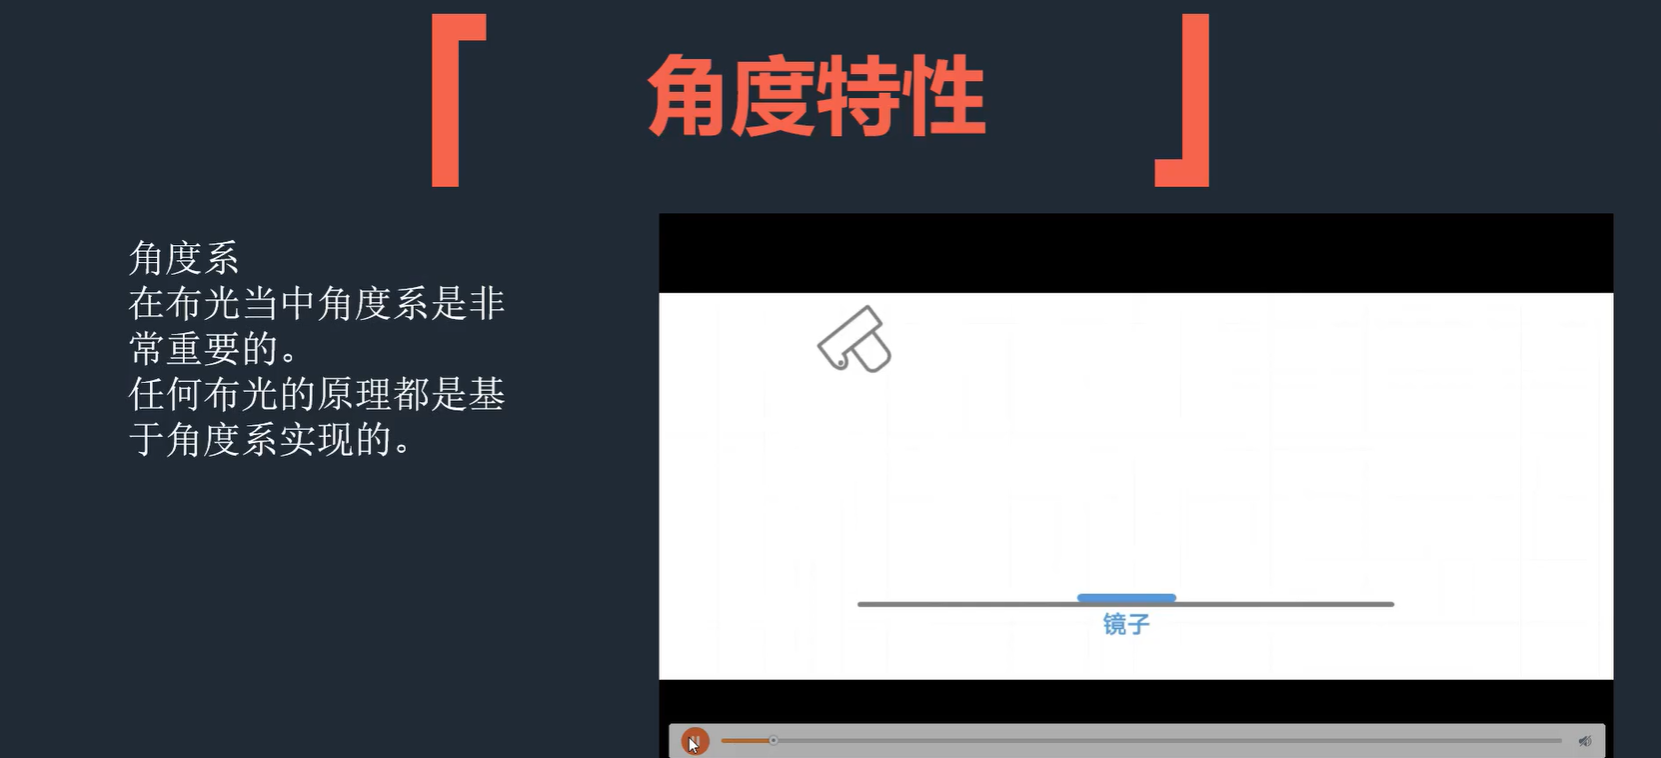 角度特性
角度系
在布光当中角度系是非
常重要的。
任何布光的原理都是基
于角度系实现的。
镜子